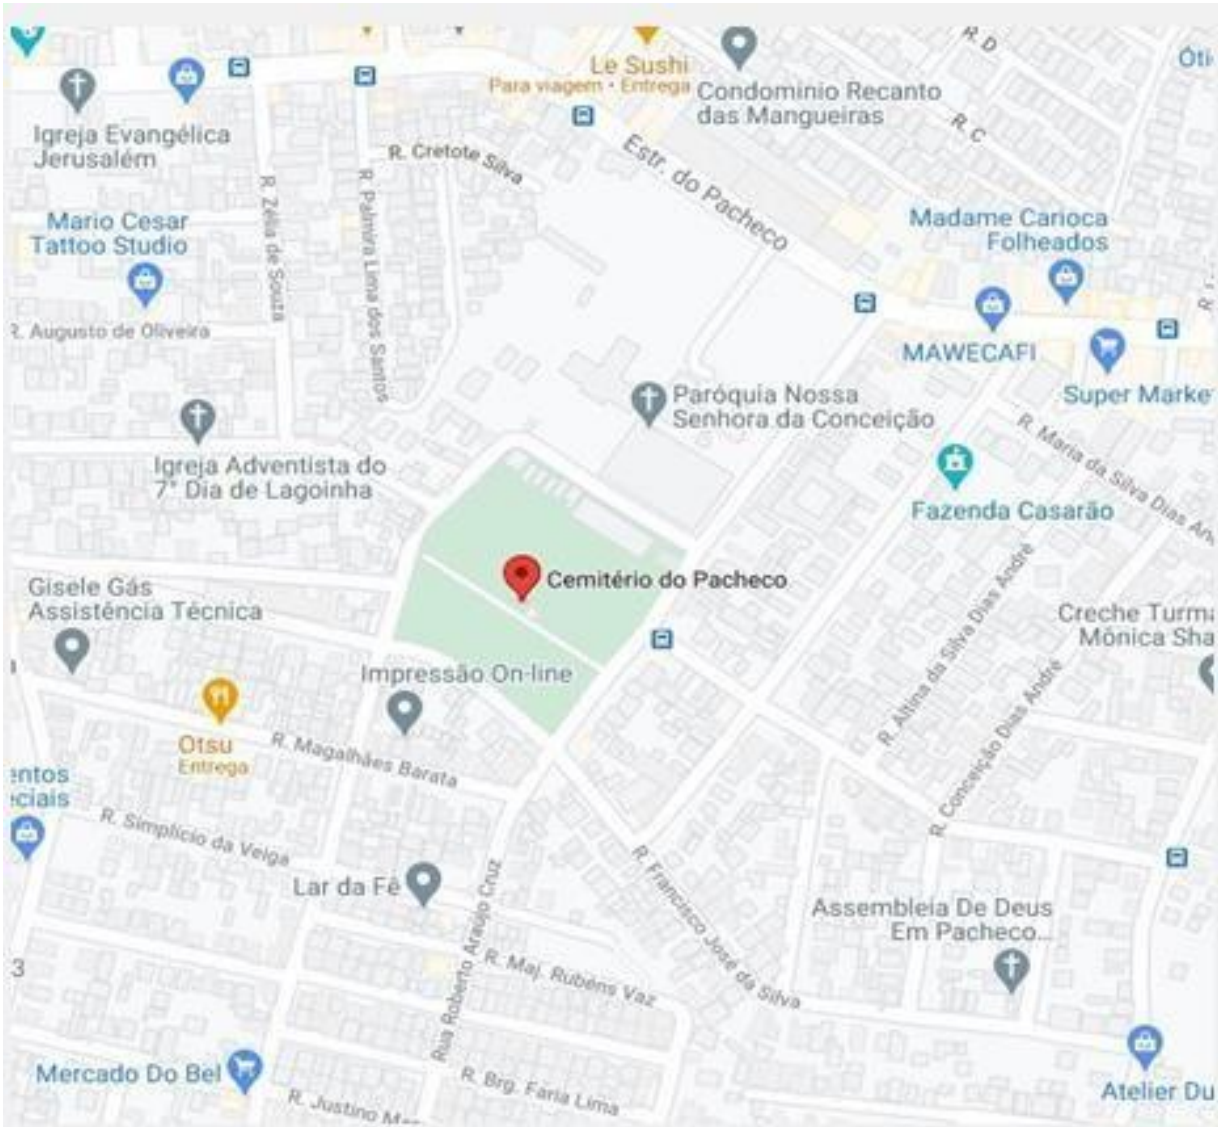 R. D
Óti
Le Sushi
Para viagem • Entrega
Condominio Recanto
das Mangueiras
Igreja Evangélica
Jerusalém
R. C
R. Cretote Silva
Estr. do Pacheco
R. Zélia de Souza
R. Palmira Lima dos Santos
Mario Cesar
Tattoo Studio
Madame Carioca
Folheados
R. Augusto de Oliveira
MAWECAFI
Super Marke
Paróquia Nossa
Senhora da Conceição
R. Maria da Silva Dias An
Igreja Adventista do
7° Dia de Lagoinha
Fazenda Casarão
Cemitério do Pacheco
Gisele Gás
Assistência Técnica
R. Altina da Silva Dias André
Creche Turma
Mônica Sha
Impressão On-line
R. Conceição Dias André
Otsu
Entrega
R. Magalhães Barata
entos
eciais
R. Simplício da Veiga
Lar da Fé
R. Francisco José da Silva
Assembleia De Deus
Em Pacheco...
Rua Roberto Araújo Cruz
R. Maj. Rubens Vaz
3
Mercado Do Bel
R. Brg. Faria Lima
R. Justino
Atelier Du